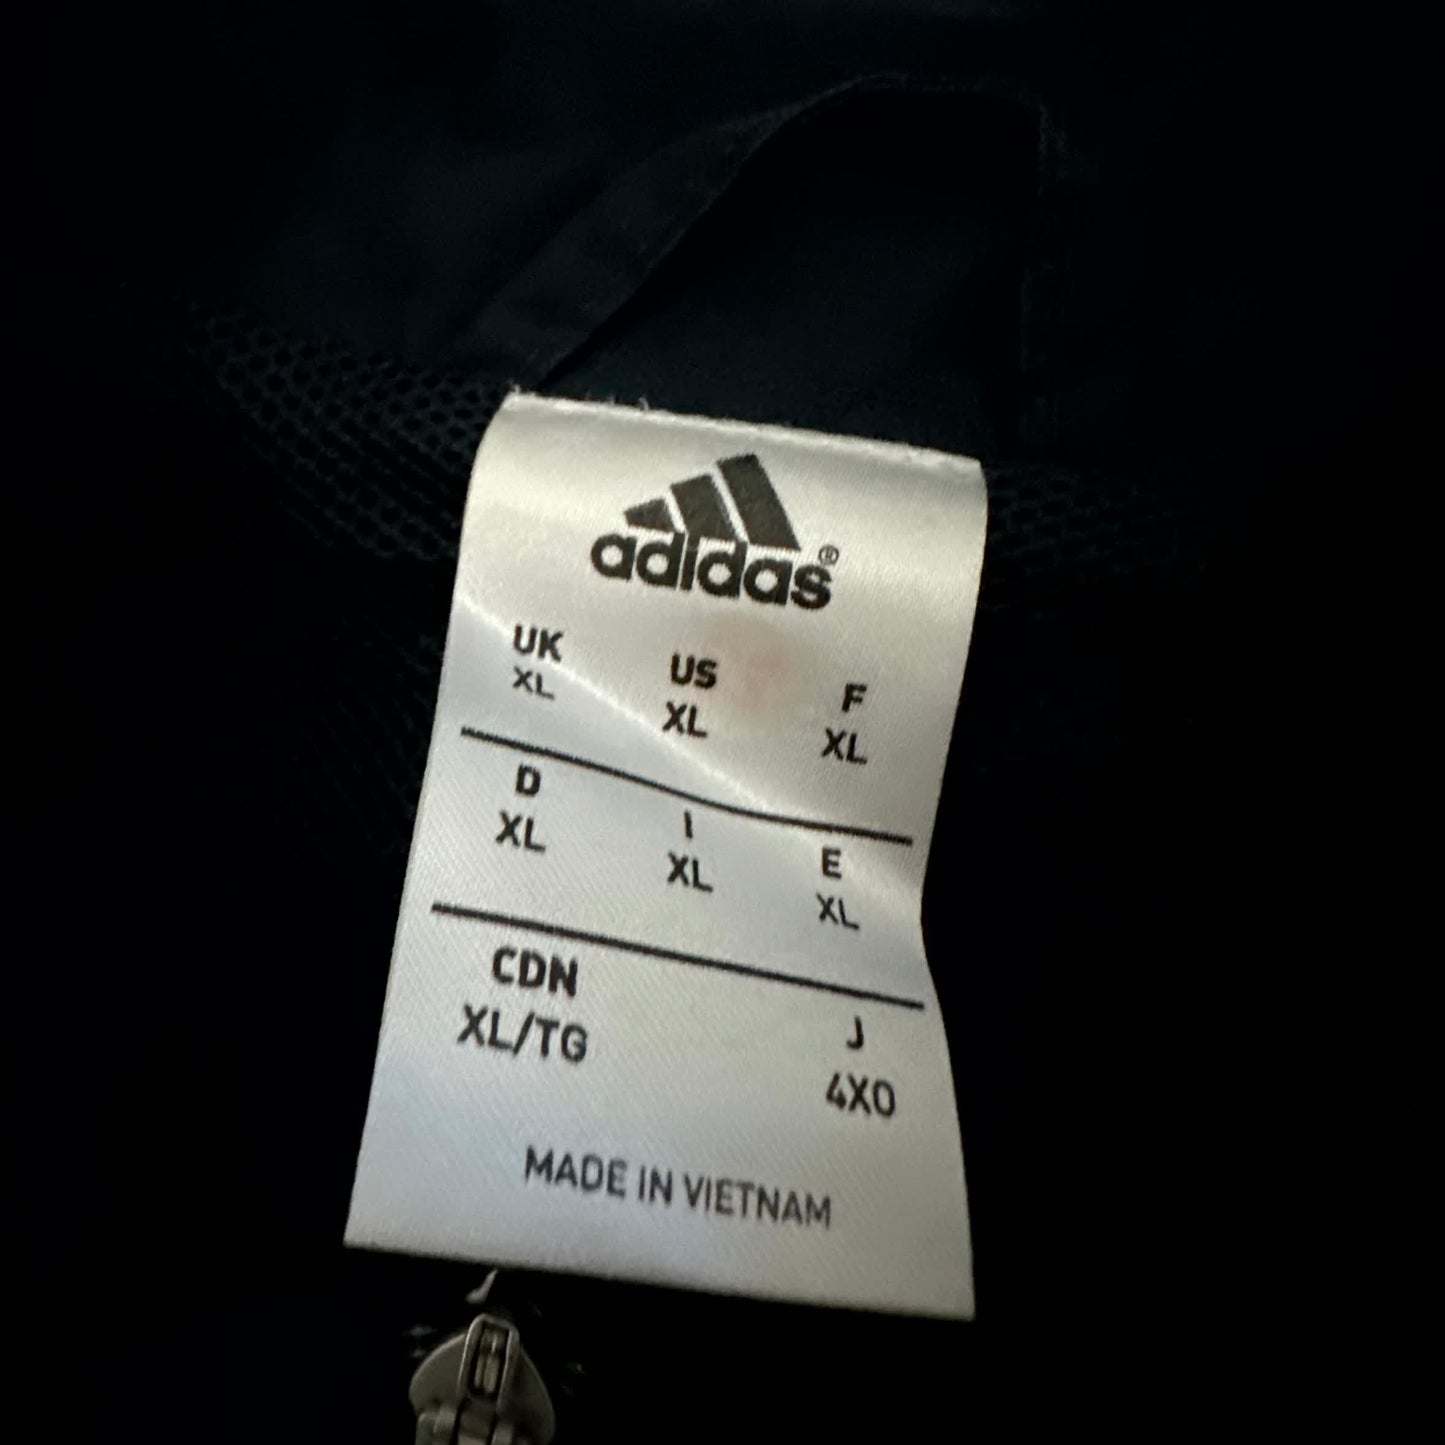 adidas®
UK US F
XL XL XL
D I E
XL XL XL
CDN J
XL/TG 4XO
MADE IN VIETNAM